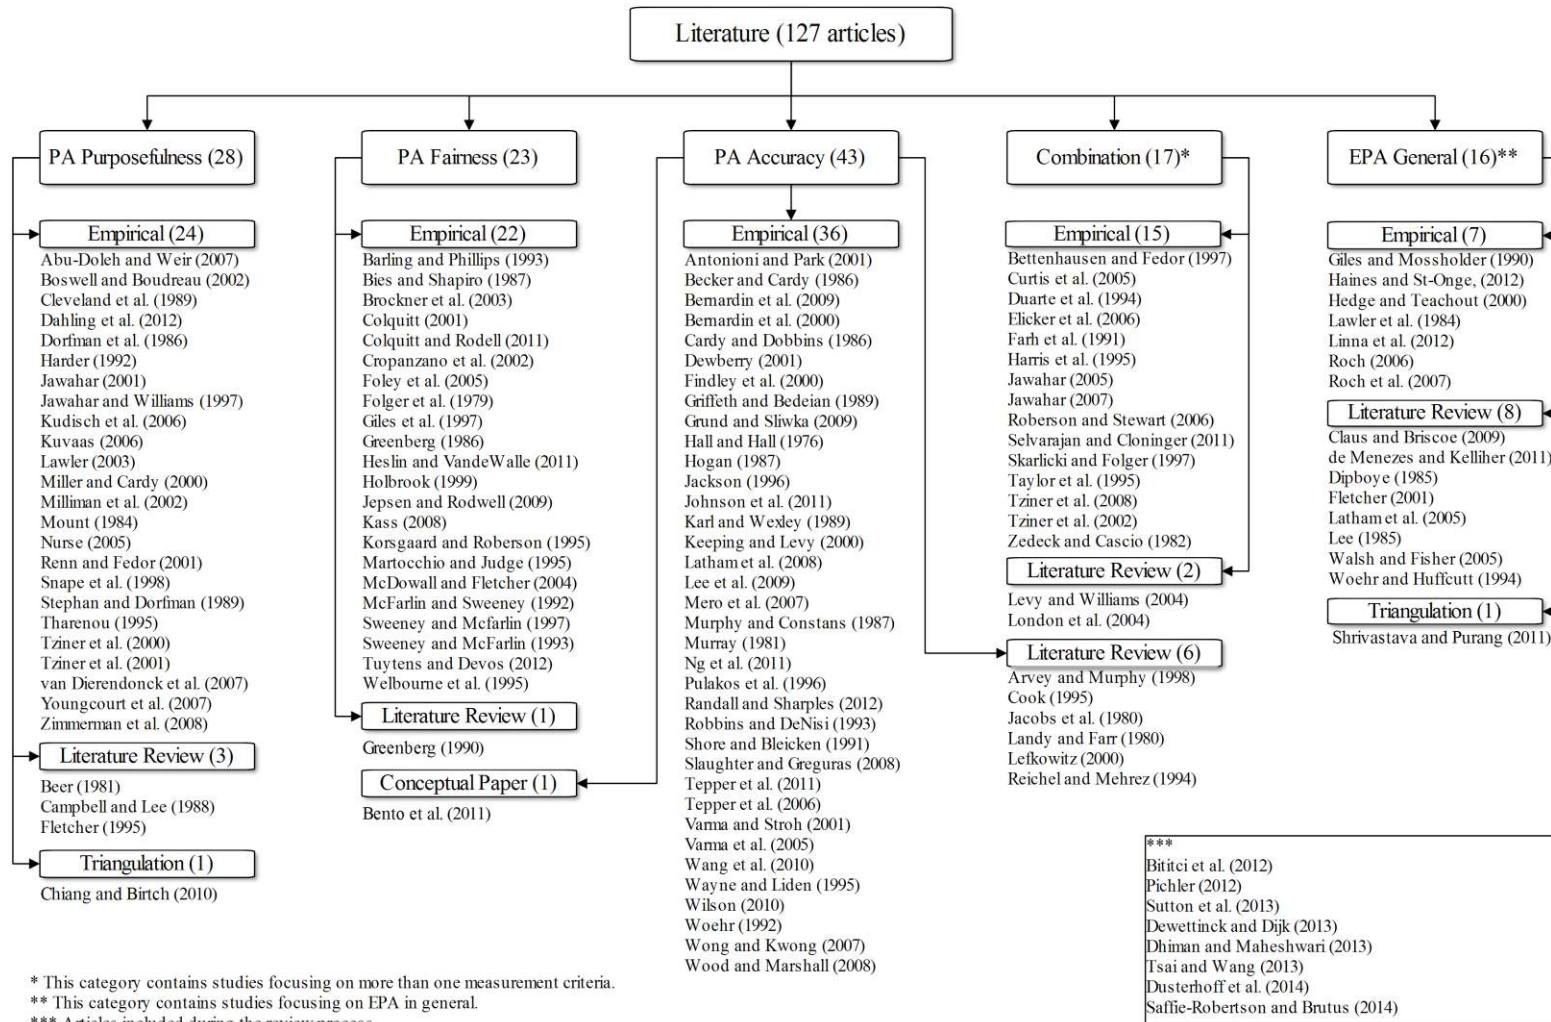 Literature (127 articles)
PA Purposefulness (28)
Empirical (24)
Abu-Doleh and Weir (2007)
Boswell and Boudreau (2002)
Cleveland et al. (1989)
Dahling et al. (2012)
Dorfman et al. (1986)
Harder (1992)
Jawahar (2001)
Jawahar and Williams (1997)
Kudisch et al. (2006)
Kuvaas (2006)
Lawler (2003)
Miller and Cardy (2000)
Milliman et al. (2002)
Mount (1984)
Nurse (2005)
Renn and Fedor (2001)
Snape et al. (1998)
Stephan and Dorfman (1989)
Tharenou (1995)
Tziner et al. (2000)
Tziner et al. (2001)
van Dierendonck et al. (2007)
Youngcourt et al. (2007)
Zimmerman et al. (2008)
Literature Review (3)
Beer (1981)
Campbell and Lee (1988)
Fletcher (1995)
Triangulation (1)
Chiang and Birtch (2010)
PA Fairness (23)
Empirical (22)
Barling and Phillips (1993)
Bies and Shapiro (1987)
Brockner et al. (2003)
Colquitt (2001)
Colquitt and Rodell (2011)
Cropanzano et al. (2002)
Foley et al. (2005)
Folger et al. (1979)
Giles et al. (1997)
Greenberg (1986)
Heslin and VandeWalle (2011)
Holbrook (1999)
Jepsen and Rodwell (2009)
Kass (2008)
Korsgaard and Roberson (1995)
Martocchio and Judge (1995)
McDowall and Fletcher (2004)
McFarlin and Sweeney (1992)
Sweeney and Mcfarlin (1997)
Sweeney and McFarlin (1993)
Tuytens and Devos (2012)
Welbourne et al. (1995)
Literature Review (1)
Greenberg (1990)
Conceptual Paper (1)
Bento et al. (2011)
PA Accuracy (43)
Empirical (36)
Antonioni and Park (2001)
Becker and Cardy (1986)
Bernardin et al. (2009)
Bernardin et al. (2000)
Cardy and Dobbins (1986)
Dewberry (2001)
Findley et al. (2000)
Griffeth and Bedeian (1989)
Grund and Sliwka (2009)
Hall and Hall (1976)
Hogan (1987)
Jackson (1996)
Johnson et al. (2011)
Karl and Wexley (1989)
Keeping and Levy (2000)
Latham et al. (2008)
Lee et al. (2009)
Mero et al. (2007)
Murphy and Constans (1987)
Murray (1981)
Ng et al. (2011)
Pulakos et al. (1996)
Randall and Sharples (2012)
Robbins and DeNisi (1993)
Shore and Bleicken (1991)
Slaughter and Greguras (2008)
Tepper et al. (2011)
Tepper et al. (2006)
Varma and Stroh (2001)
Varma et al. (2005)
Wang et al. (2010)
Wayne and Liden (1995)
Wilson (2010)
Woehr (1992)
Wong and Kwong (2007)
Wood and Marshall (2008)
Combination (17)*
Empirical (15)
Bettenhausen and Fedor (1997)
Curtis et al. (2005)
Duarte et al. (1994)
Elicker et al. (2006)
Farh et al. (1991)
Harris et al. (1995)
Jawahar (2005)
Jawahar (2007)
Roberson and Stewart (2006)
Selvarajan and Cloninger (2011)
Skarlicki and Folger (1997)
Taylor et al. (1995)
Tziner et al. (2008)
Tziner et al. (2002)
Zedeck and Cascio (1982)
Literature Review (2)
Levy and Williams (2004)
London et al. (2004)
Literature Review (6)
Arvey and Murphy (1998)
Cook (1995)
Jacobs et al. (1980)
Landy and Farr (1980)
Lefkowitz (2000)
Reichel and Mehrez (1994)
EPA General (16)**
Empirical (7)
Giles and Mossholder (1990)
Haines and St-Onge, (2012)
Hedge and Teachout (2000)
Lawler et al. (1984)
Linna et al. (2012)
Roch (2006)
Roch et al. (2007)
Literature Review (8)
Claus and Briscoe (2009)
de Menezes and Kelliher (2011)
Dipboye (1985)
Fletcher (2001)
Latham et al. (2005)
Lee (1985)
Walsh and Fisher (2005)
Woehr and Huffcutt (1994)
Triangulation (1)
Shrivastava and Purang (2011)
***
Bititci et al. (2012)
Pichler (2012)
Sutton et al. (2013)
Dewettinck and Dijk (2013)
Dhiman and Maheshwari (2013)
Tsai and Wang (2013)
Dusterhoff et al. (2014)
Saffie-Robertson and Brutus (2014)
* This category contains studies focusing on more than one measurement criteria.
** This category contains studies focusing on EPA in general.
*** Articles included during the review process